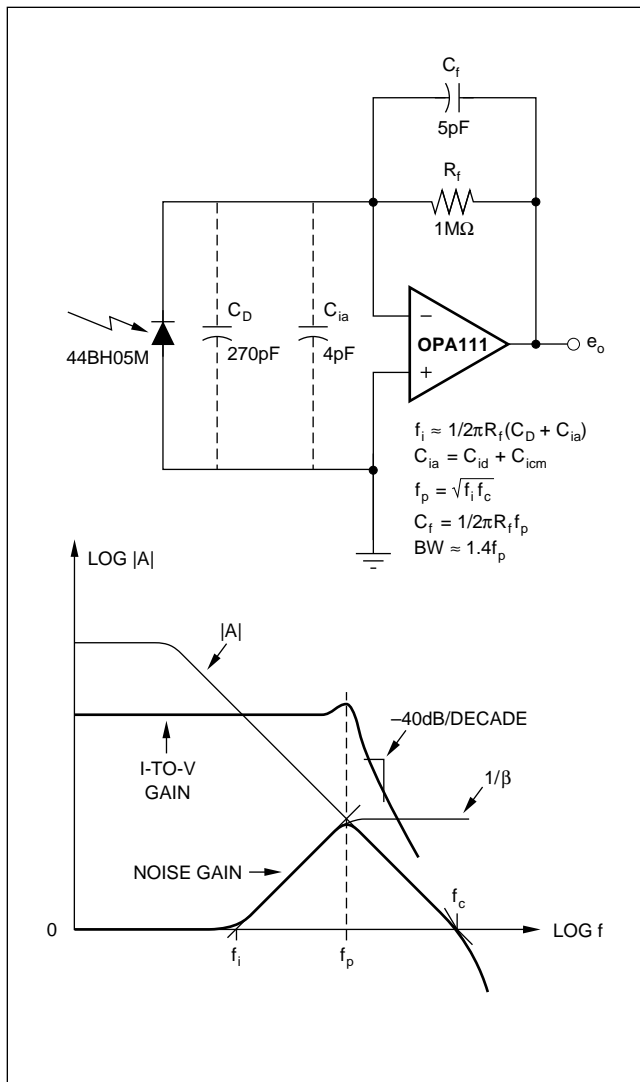 C_f
5pF
R_f
1MΩ
C_D
270pF
C_ia
4pF
44BH05M
–
OPA111
+
e_o
f_i ≈ 1/2πR_f(C_D + C_ia)
C_ia = C_id + C_icm
f_p = √f_i f_c
C_f = 1/2πR_f f_p
BW ≈ 1.4f_p
LOG |A|
|A|
–40dB/DECADE
I-TO-V
GAIN
1/β
NOISE GAIN
f_c
0
LOG f
f_i
f_p